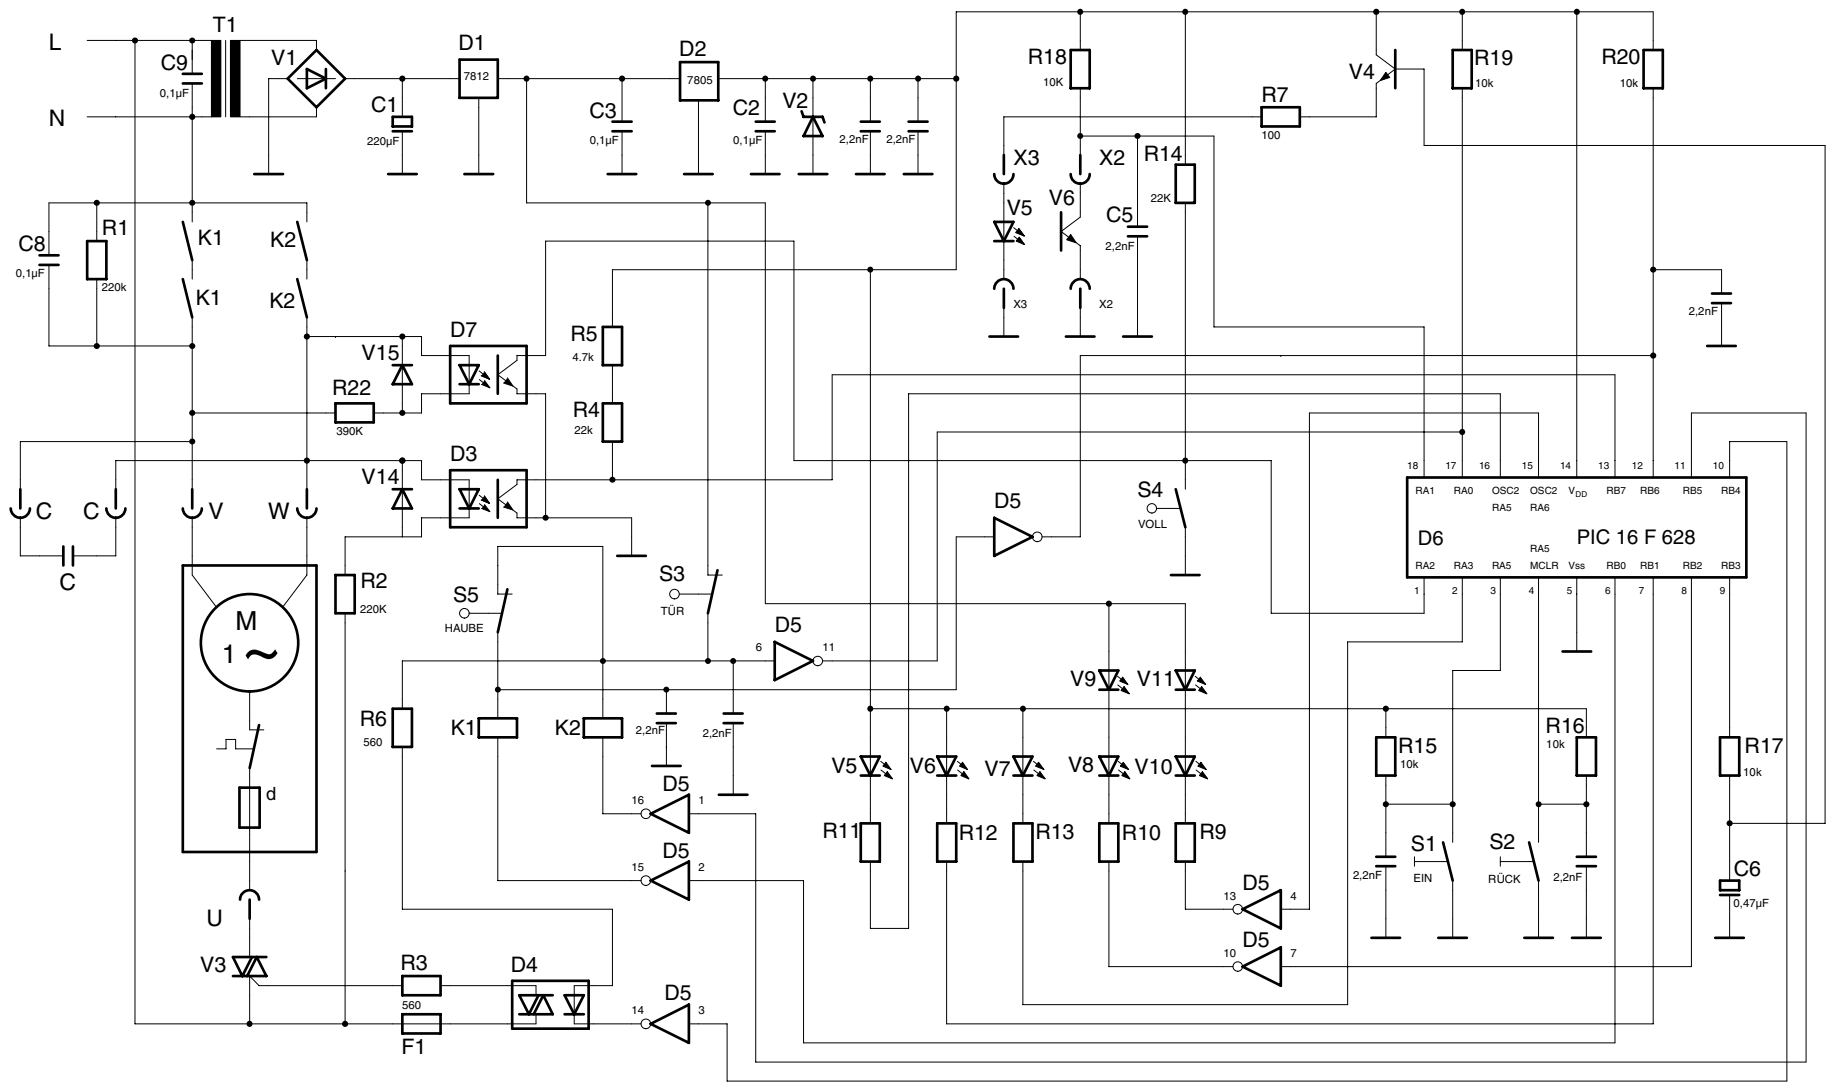 L
N
T1
C9
0,1µF
V1
C1
220µF
D1
7812
C3
0,1µF
D2
7805
C2
0,1µF
V2
2,2nF
2,2nF
R18
10K
V4
R19
10k
R20
10k
R7
100
X3
X2
R14
22K
V5
V6
C5
2,2nF
X3
X2
2,2nF
C8
0,1µF
R1
220k
K1
K2
K1
K2
D7
V15
R22
390K
R5
4.7k
R4
22k
D3
V14
C
C
V
W
C
R2
220K
M
1 ~
d
U
V3
R3
560
F1
D4
S5
HAUBE
S3
TÜR
D5
6
11
R6
560
K1
K2
2,2nF
2,2nF
D5
16
1
D5
15
2
D5
14
3
D5
S4
VOLL
18
17
16
15
14
13
12
11
10
RA1
RA0
OSC2
OSC2
VDD
RB7
RB6
RB5
RB4
RA5
RA6
D6
PIC 16 F 628
RA5
RA2
RA3
RA5
MCLR
Vss
RB0
RB1
RB2
RB3
1
2
3
4
5
6
7
8
9
V9
V11
V5
V6
V7
V8
V10
R11
R12
R13
R10
R9
D5
13
4
D5
10
7
R15
10k
R16
10k
R17
10k
2,2nF
S1
EIN
S2
RÜCK
2,2nF
C6
0,47µF